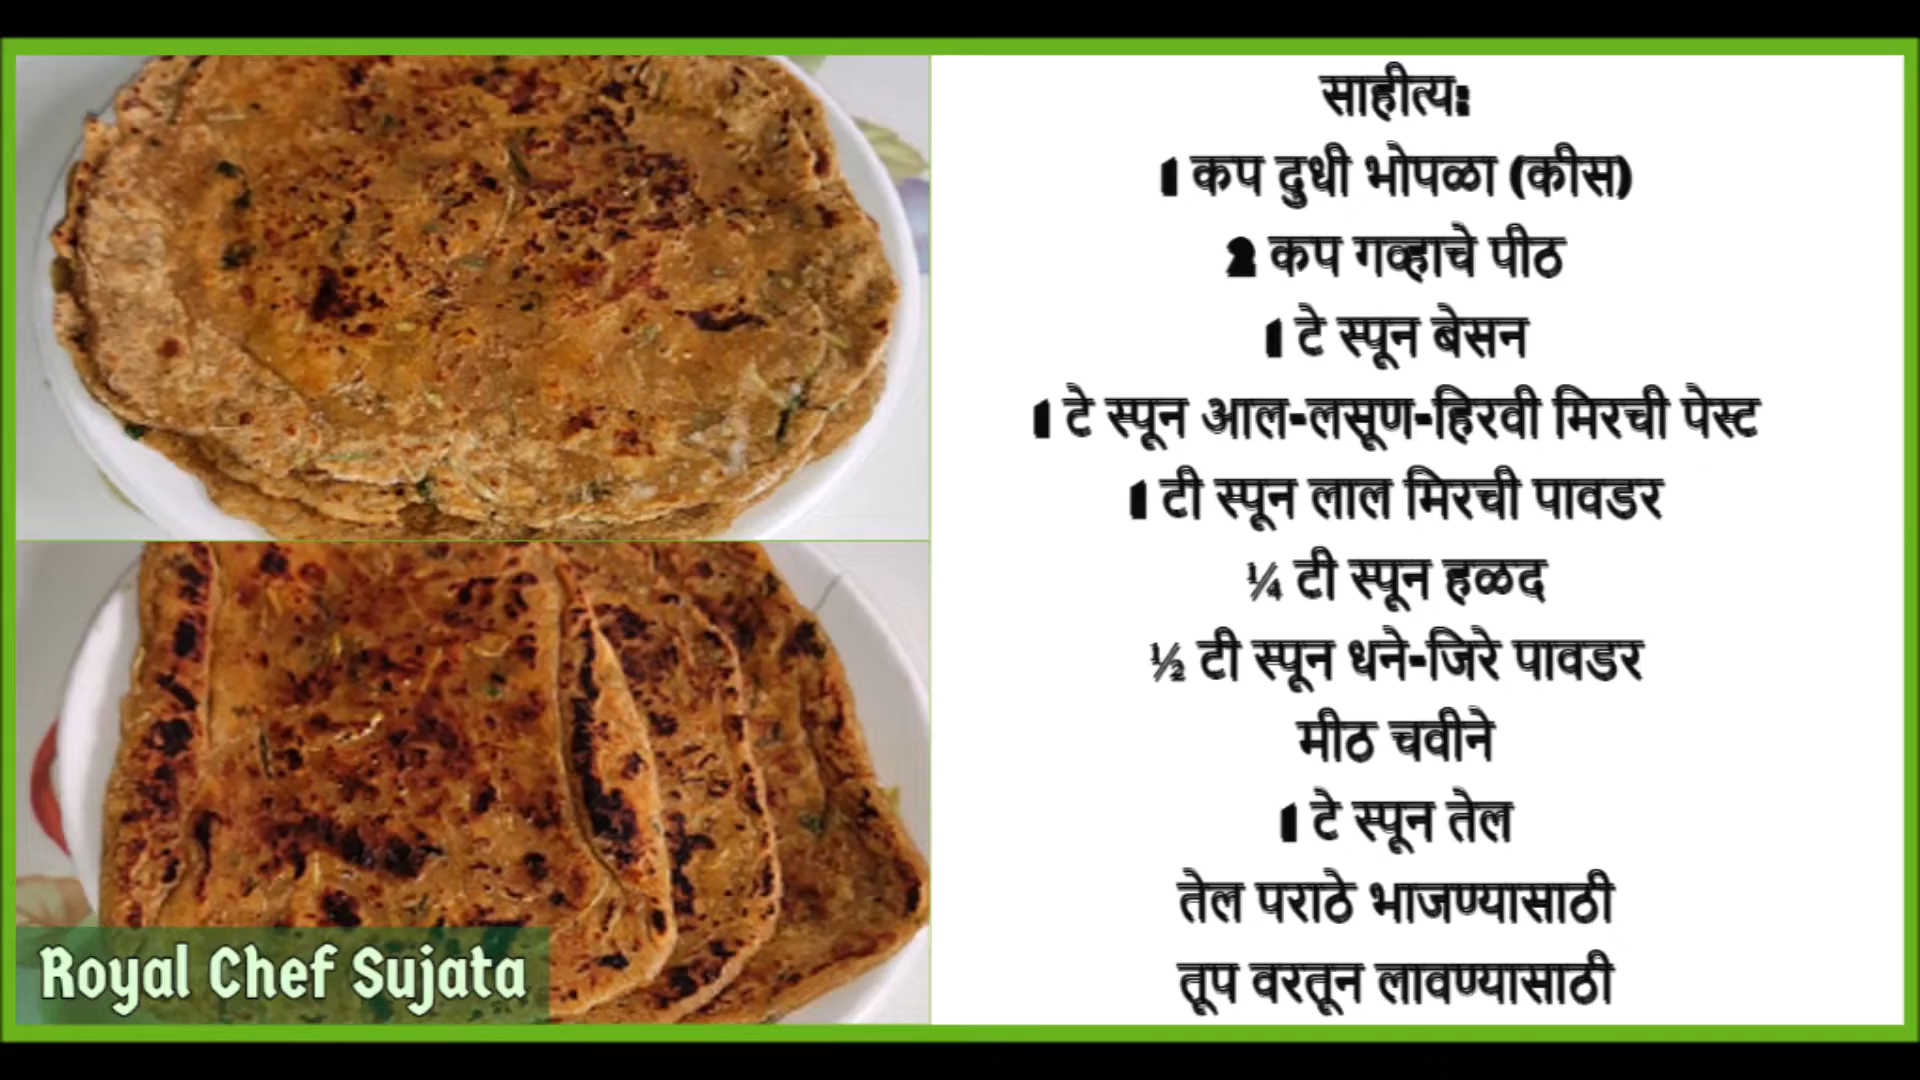 साहीत्य:
1 कप दुधी भोपळा (कीस)
2 कप गव्हाचे पीठ
1 टे स्पून बेसन
1 टे स्पून आल-लसूण-हिरवी मिरची पेस्ट
1 टी स्पून लाल मिरची पावडर
¼ टी स्पून हळद
½ टी स्पून धने-जिरे पावडर
मीठ चवीने
1 टे स्पून तेल
तेल पराठे भाजण्यासाठी
तूप वरतून लावण्यासाठी
Royal Chef Sujata